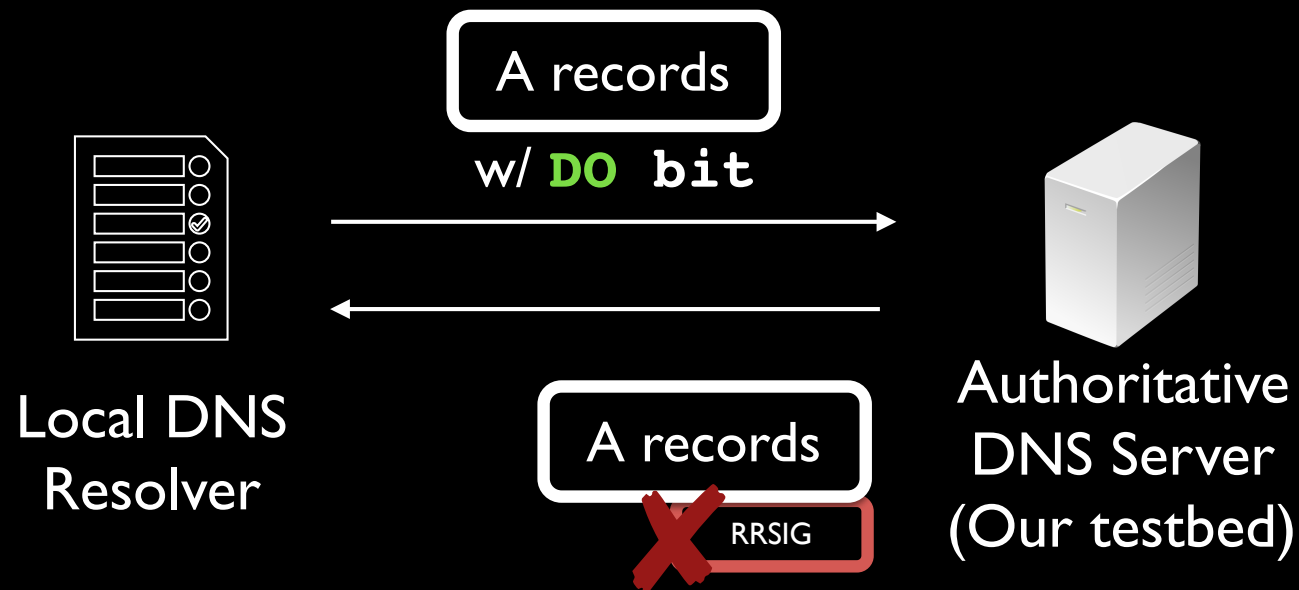 A records
w/ DO bit
Local DNS
Resolver
A records
RRSIG
Authoritative
DNS Server
(Our testbed)